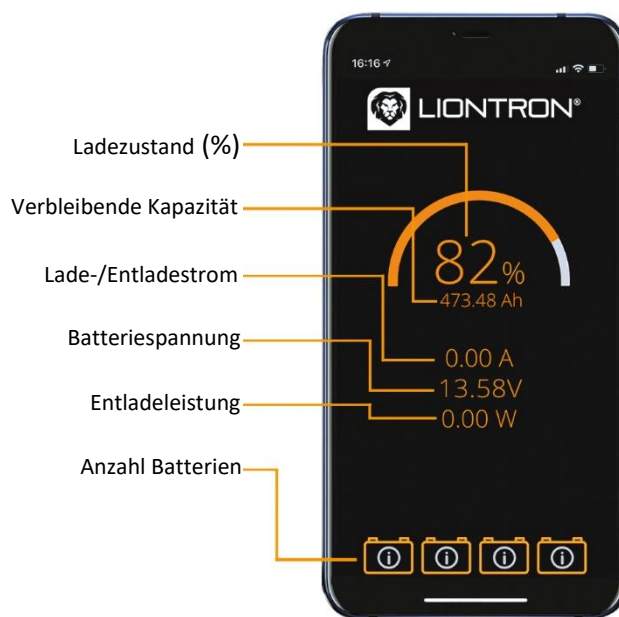 16:16
LIONTRON®
Ladezustand (%)
Verbleibende Kapazität
Lade-/Entladestrom
Batteriespannung
Entladeleistung
Anzahl Batterien
82%
473.48 Ah
0.00 A
13.58V
0.00 W